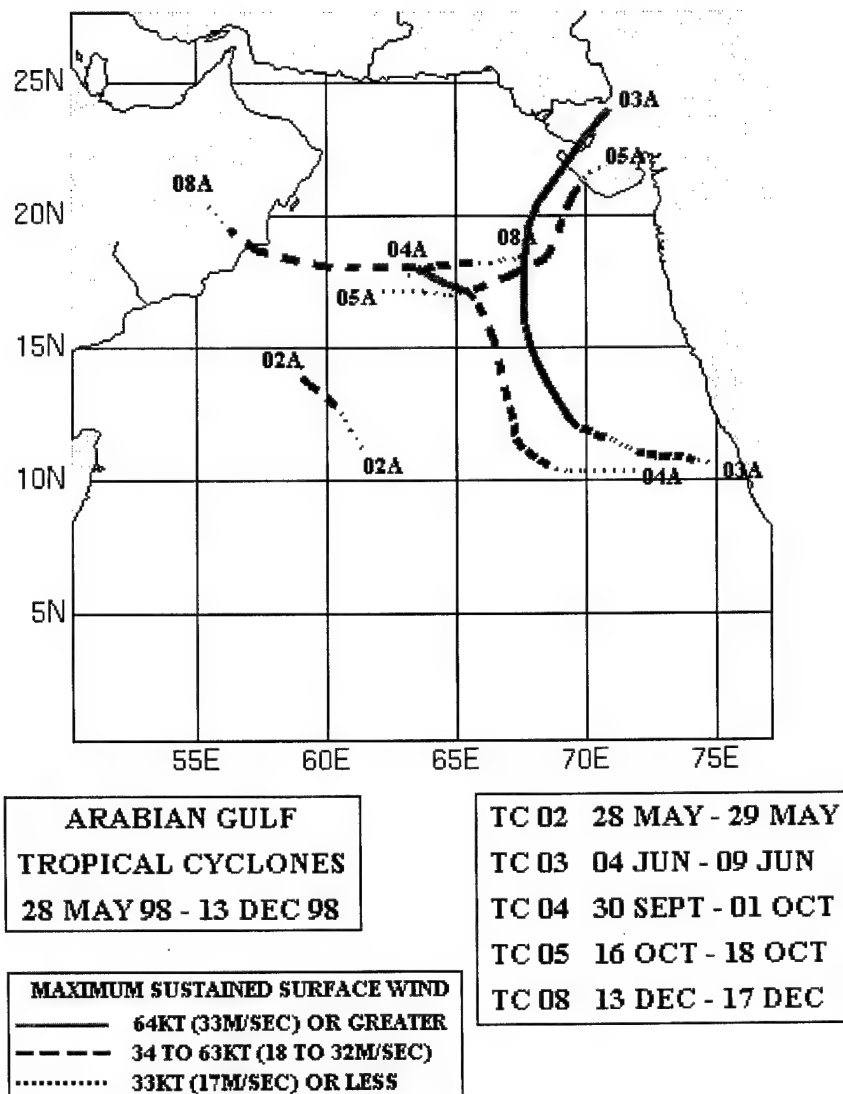 25N
03A
05A
08A
20N
08A
04A
05A
15N
02A
02A
04A
03A
10N
5N
55E 60E 65E 70E 75E
ARABIAN GULF
TROPICAL CYCLONES
28 MAY 98 - 13 DEC 98
TC 02 28 MAY - 29 MAY
TC 03 04 JUN - 09 JUN
TC 04 30 SEPT - 01 OCT
TC 05 16 OCT - 18 OCT
TC 08 13 DEC - 17 DEC
MAXIMUM SUSTAINED SURFACE WIND
64KT (33M/SEC) OR GREATER
34 TO 63KT (18 TO 32M/SEC)
33KT (17M/SEC) OR LESS